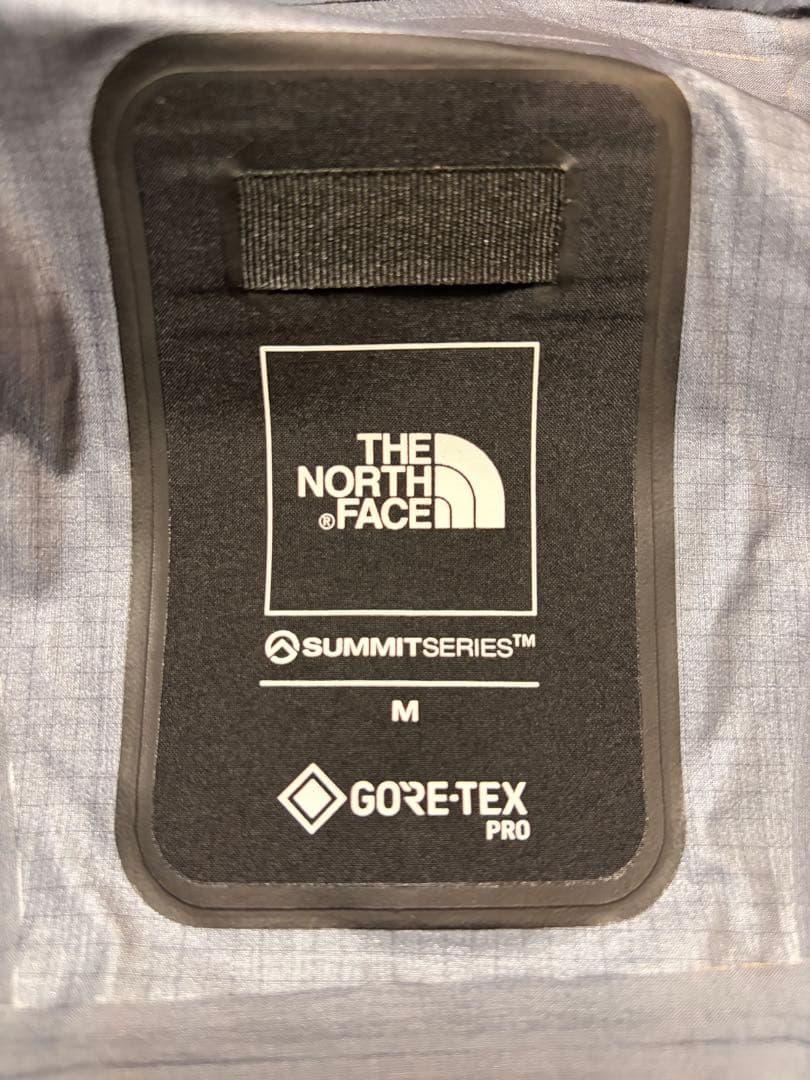 THE
NORTH
®FACE
SUMMITSERIES™
M
GORE-TEX
PRO